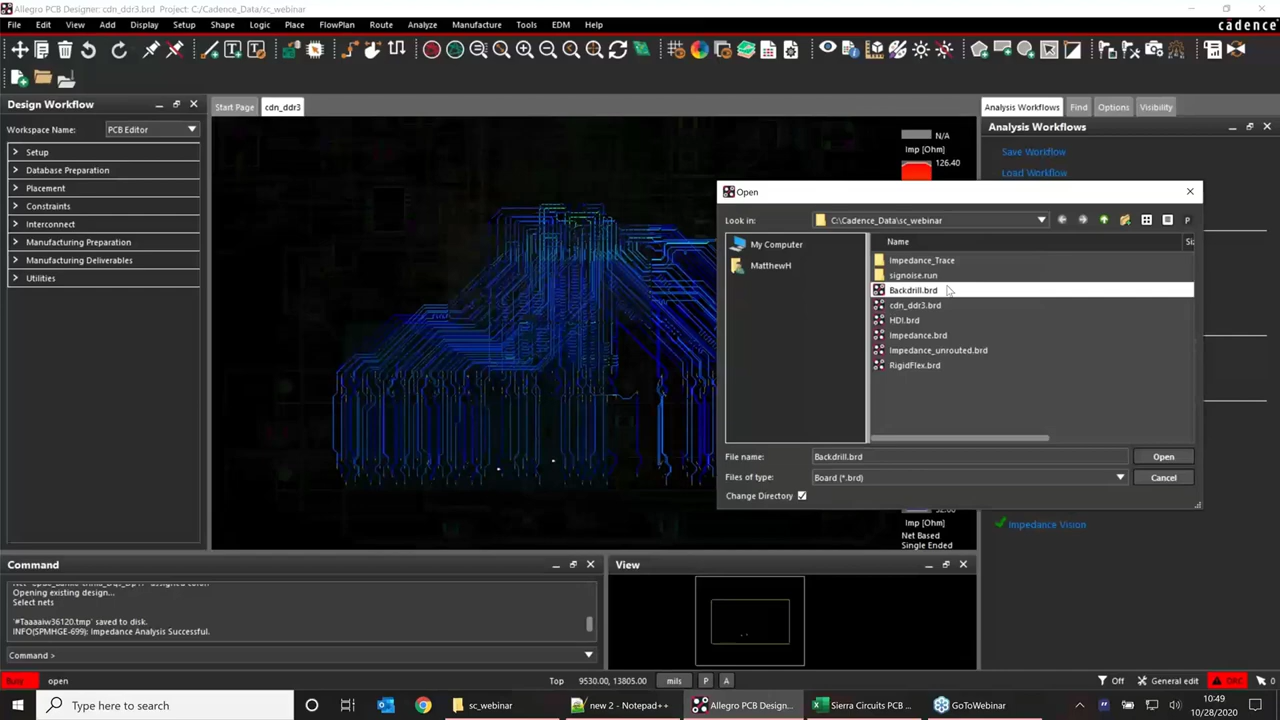 Allegro PCB Designer: cdn_ddr3.brd Project: C:/Cadence_Data/sc_webinar
File Edit View Add Display Setup Shape Logic Place FlowPlan Route Analyze Manufacture Tools EDM Help
cadence
Design Workflow
Workspace Name: PCB Editor
Setup
Database Preparation
Placement
Constraints
Interconnect
Manufacturing Preparation
Manufacturing Deliverables
Utilities
Start Page cdn_ddr3
N/A
Imp [Ohm]
126.40
Imp [Ohm]
Net Based
Single Ended
Analysis Workflows Find Options Visibility
Analysis Workflows
Save Workflow
Load Workflow
Impedance Vision
Open
Look in: C:\Cadence_Data\sc_webinar
My Computer
MatthewH
Name
Impedance_Trace
signoise.run
Backdrill.brd
cdn_ddr3.brd
HDI.brd
Impedance.brd
Impedance_unrouted.brd
RigidFlex.brd
File name: Backdrill.brd Open
Files of type: Board (*.brd) Cancel
Change Directory
Command
Opening existing design...
Select nets
'#Taaaaiw36120.tmp' saved to disk.
INFO(SPMHGE-699): Impedance Analysis Successful.
Command >
View
Busy open Top 9530.00, 13805.00 mils P A Off General edit DRC 0
Type here to search
sc_webinar
new 2 - Notepad++
Allegro PCB Design...
Sierra Circuits PCB ...
GoToWebinar
10:49
10/28/2020